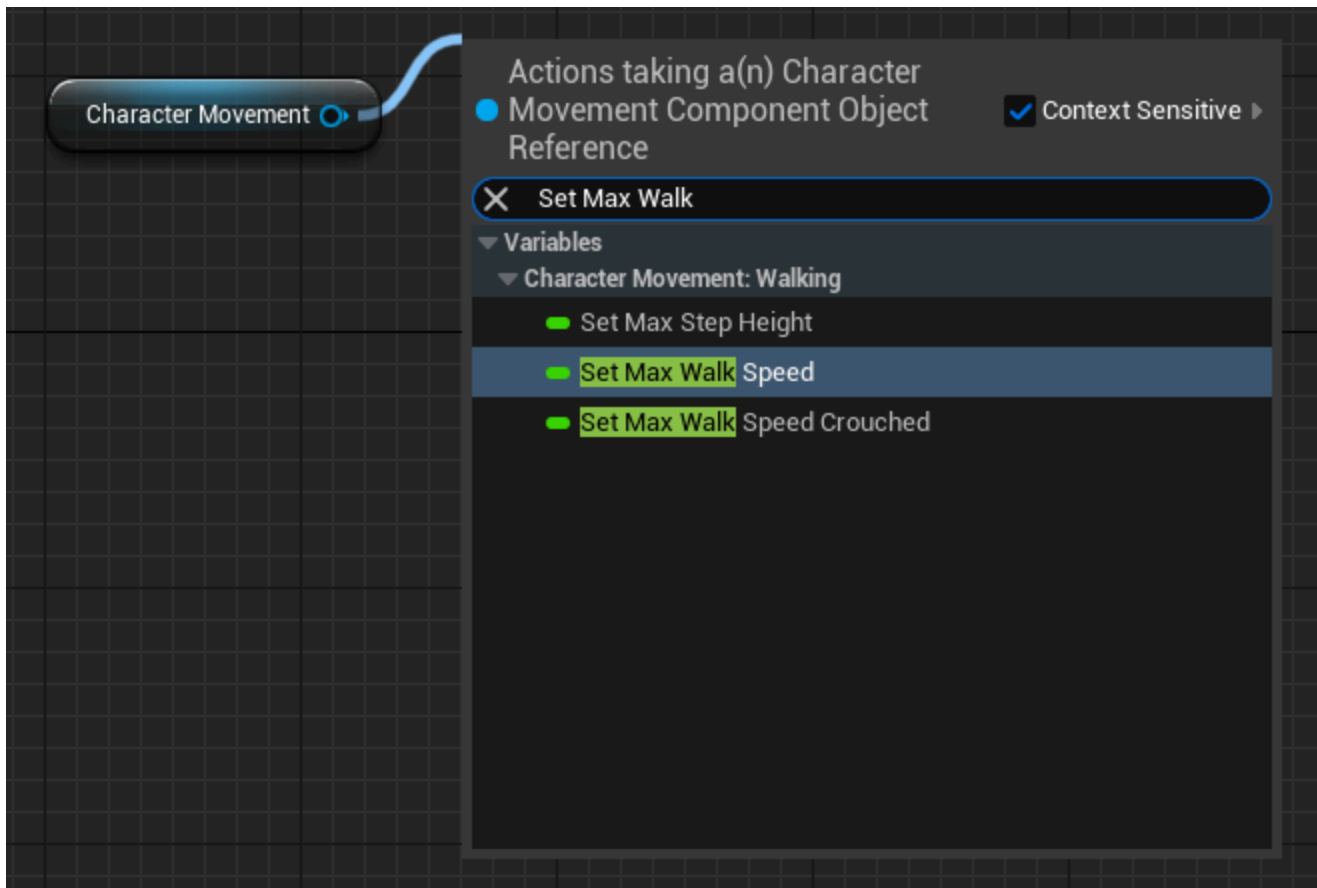 Character Movement
Actions taking a(n) Character
Movement Component Object
Reference
Context Sensitive
Set Max Walk
Variables
Character Movement: Walking
Set Max Step Height
Set Max Walk Speed
Set Max Walk Speed Crouched